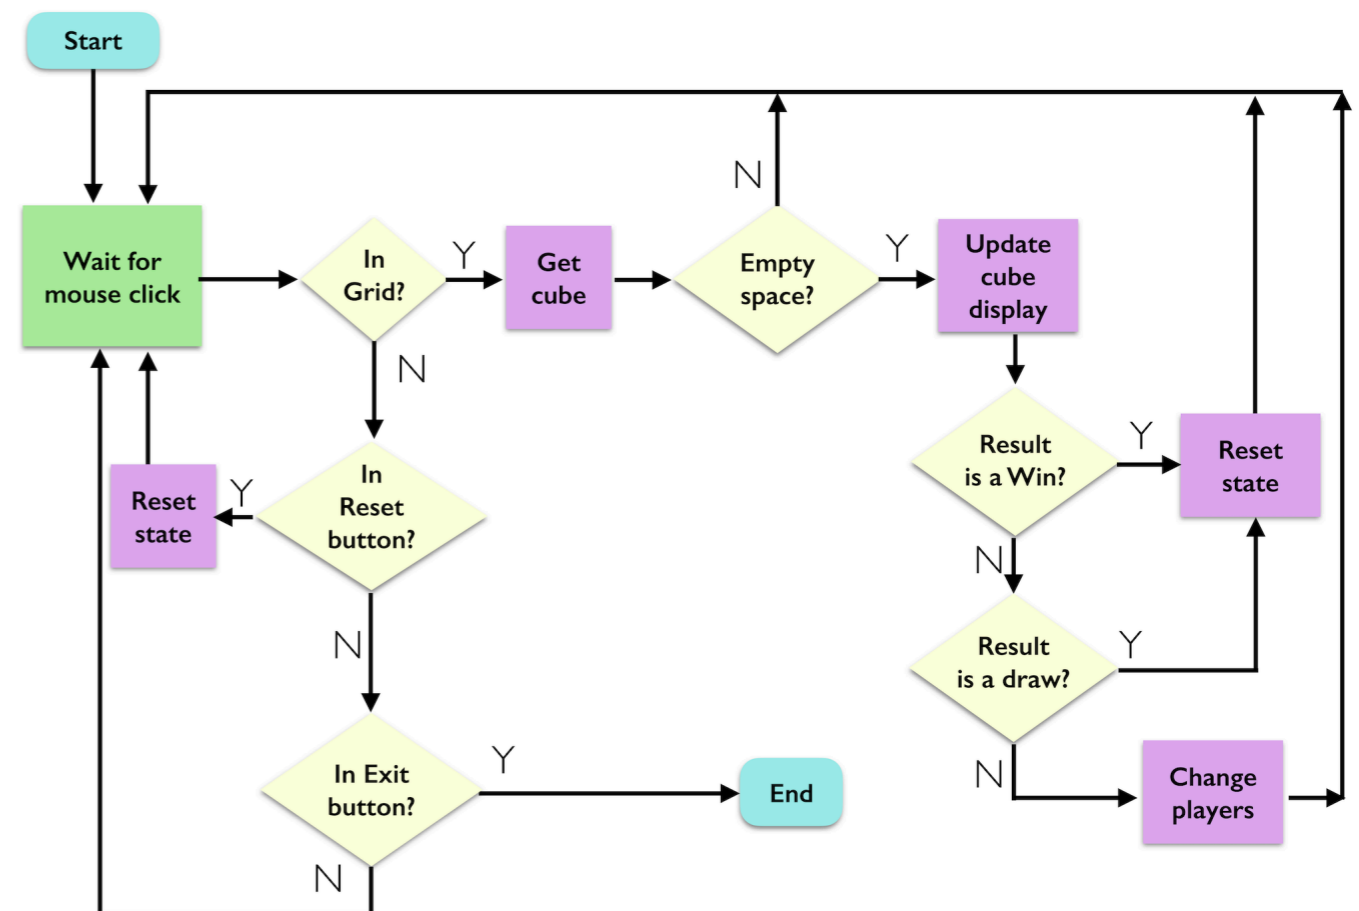 Start
N
Wait for
mouse click
In
Grid?
Y
Get
cube
Empty
space?
Y
Update
cube
display
N
Result
is a Win?
Y
Reset
state
In
Reset
button?
Y
Reset
state
N
N
Result
is a draw?
Y
In Exit
button?
Y
End
N
Change
players
N